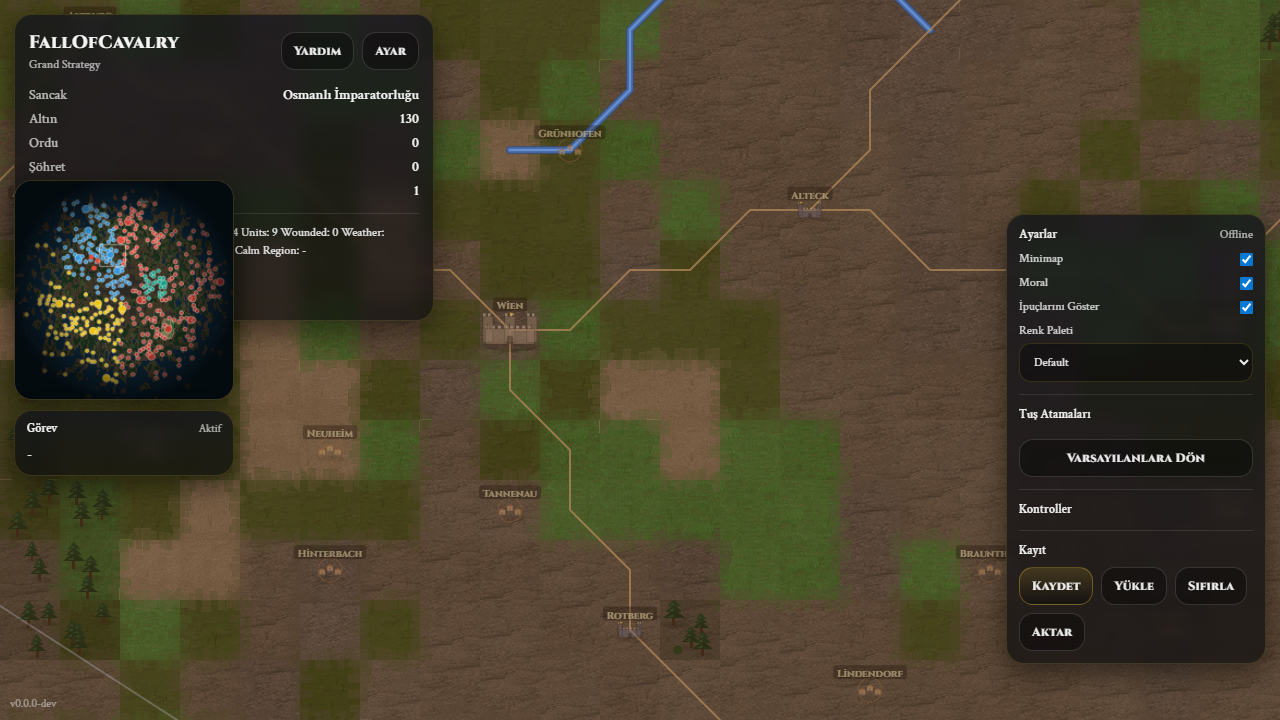 FallOfCavalry
Grand Strategy
Yardım
Ayar
Sancak Osmanlı İmparatorluğu
Altın 130
Ordu 0
Şöhret 0
1
4 Units: 9 Wounded: 0 Weather:
Calm Region: -
Görev Aktif
-
Grünhofen
Alteck
Wien
Neuheim
Tannenau
Hinterbach
Rotberg
Lindendorf
Ayarlar Offline
Minimap
Moral
İpuçlarını Göster
Renk Paleti
Default
Tuş Atamaları
Varsayılanlara Dön
Kontroller
Kayıt
Kaydet
Yükle
Sıfırla
Aktar
v0.0.0-dev